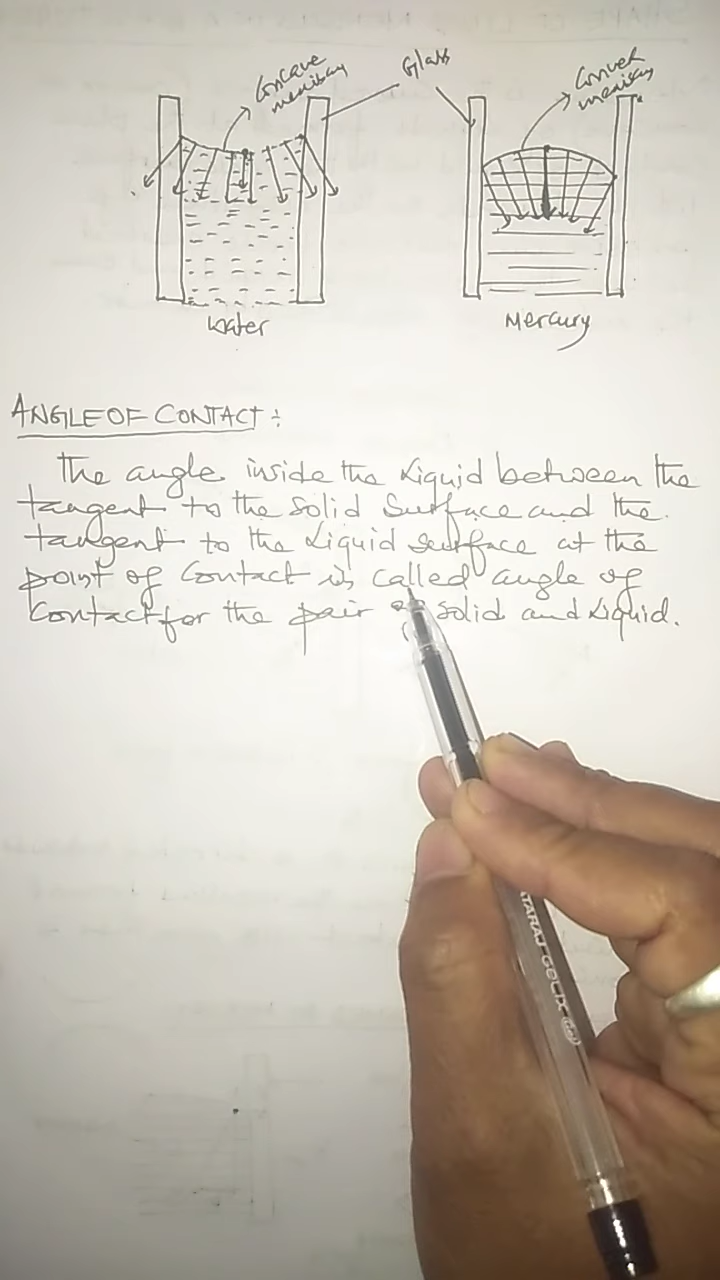 Concave
meniscus
Glass
Convex
meniscus
Water
Mercury
ANGLE OF CONTACT :
The angle inside the Liquid between the
tangent to the solid Surface and the
tangent to the Liquid Surface at the
point of Contact is called angle of
Contact for the pair of solid and Liquid.
ATARAJ GELIX